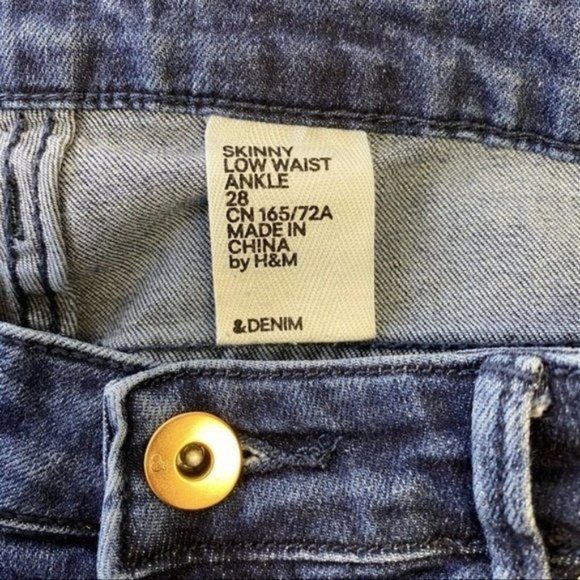 SKINNY
LOW WAIST
ANKLE
28
CN 165/72A
MADE IN
CHINA
by H&M
&DENIM
&